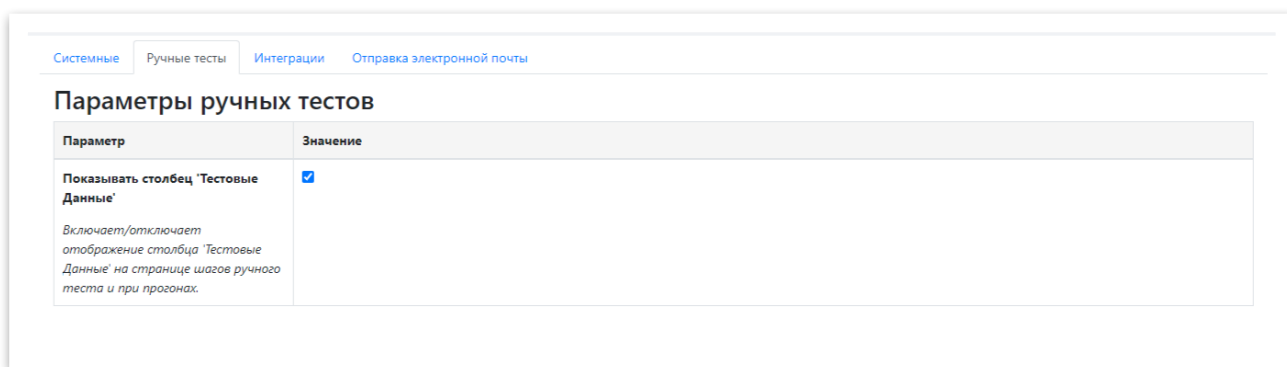 Системные Ручные тесты Интеграции Отправка электронной почты
Параметры ручных тестов
Параметр Значение
Показывать столбец 'Тестовые
Данные'
Включает/отключает
отображение столбца 'Тестовые
Данные' на странице шагов ручного
теста и при прогонах.